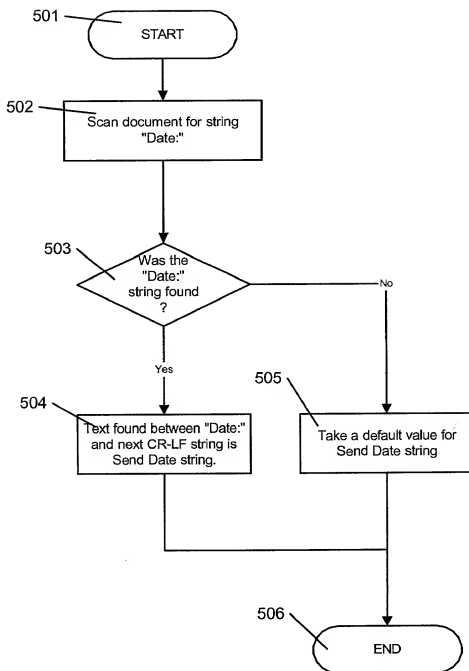 501
START
502
Scan document for string
"Date:"
503
Was the
"Date:"
string found
?
No
Yes
504
Text found between "Date:"
and next CR-LF string is
Send Date string.
505
Take a default value for
Send Date string
506
END